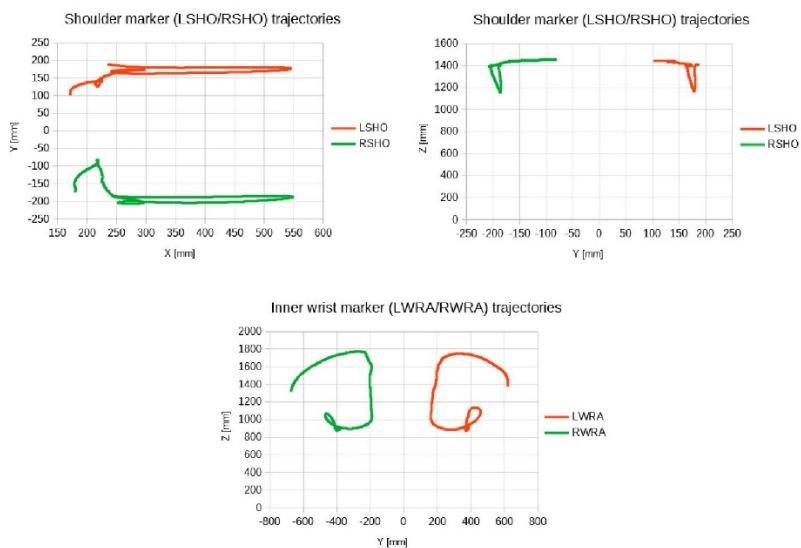 Shoulder marker (LSHO/RSHO) trajectories
250
200
150
100
50
0
-50
-100
-150
-200
-250
Y [mm]
150 200 250 300 350 400 450 500 550 600
X [mm]
LSHO
RSHO
Shoulder marker (LSHO/RSHO) trajectories
1600
1400
1200
1000
800
600
400
200
0
Z [mm]
-250 -200 -150 -100 -50 0 50 100 150 200 250
Y [mm]
LSHO
RSHO
Inner wrist marker (LWRA/RWRA) trajectories
2000
1800
1600
1400
1200
1000
800
600
400
200
0
Z [mm]
-800 -600 -400 -200 0 200 400 600 800
Y [mm]
LWRA
RWRA